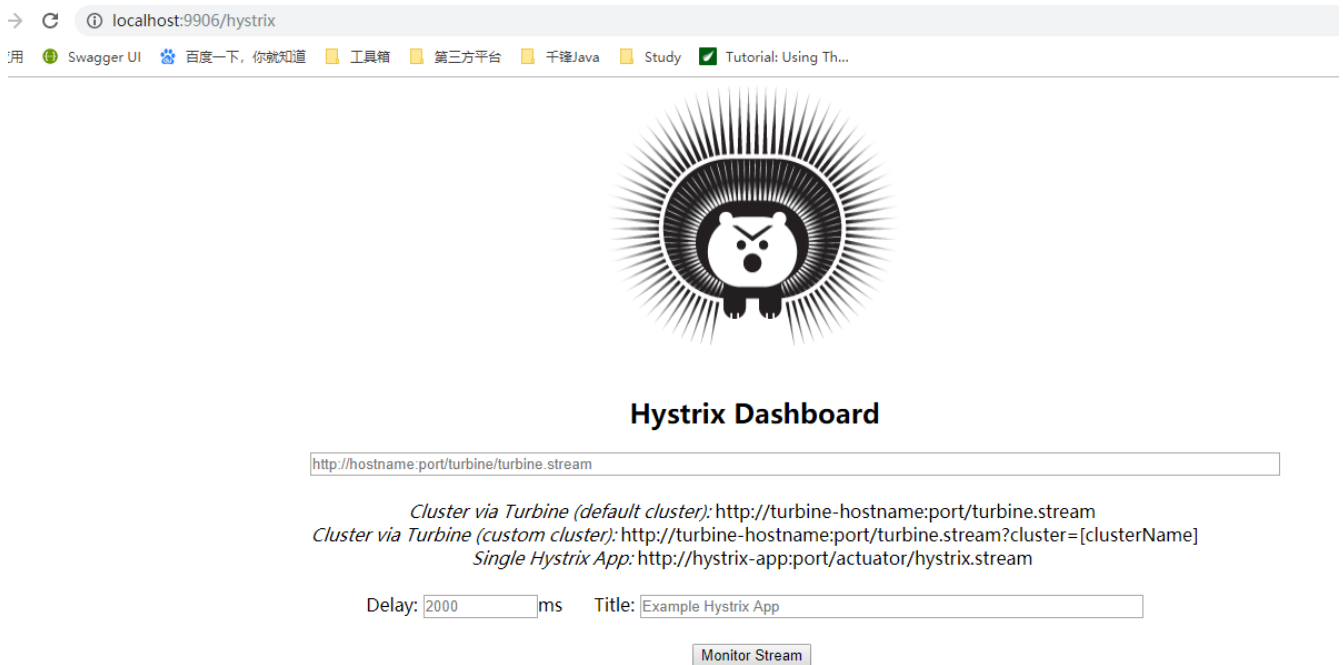 localhost:9906/hystrix
用 Swagger UI 百度一下，你就知道 工具箱 第三方平台 千锋Java Study Tutorial: Using Th...
Hystrix Dashboard
http://hostname:port/turbine/turbine.stream
Cluster via Turbine (default cluster): http://turbine-hostname:port/turbine.stream
Cluster via Turbine (custom cluster): http://turbine-hostname:port/turbine.stream?cluster=[clusterName]
Single Hystrix App: http://hystrix-app:port/actuator/hystrix.stream
Delay: 2000 ms Title: Example Hystrix App
Monitor Stream